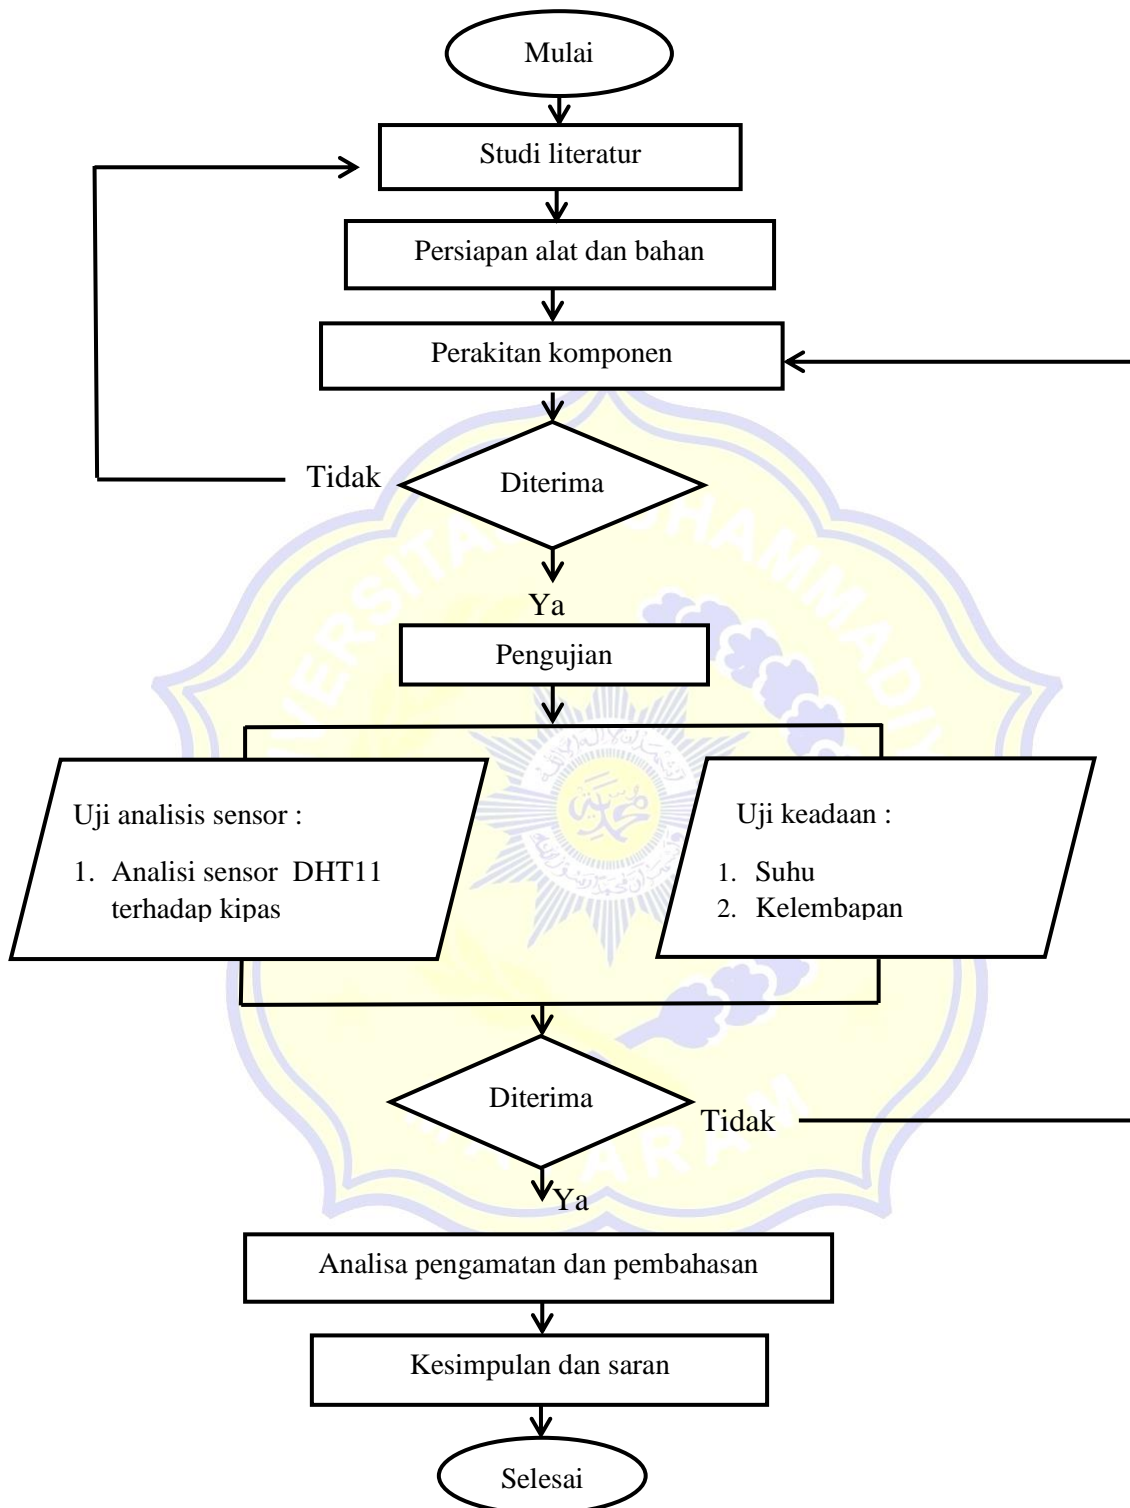 Mulai
Studi literatur
Persiapan alat dan bahan
Perakitan komponen
Tidak
Diterima
Ya
Pengujian
Uji analisis sensor :
1. Analisi sensor DHT11
terhadap kipas
Uji keadaan :
1. Suhu
2. Kelembapan
Diterima
Tidak
Ya
Analisa pengamatan dan pembahasan
Kesimpulan dan saran
Selesai